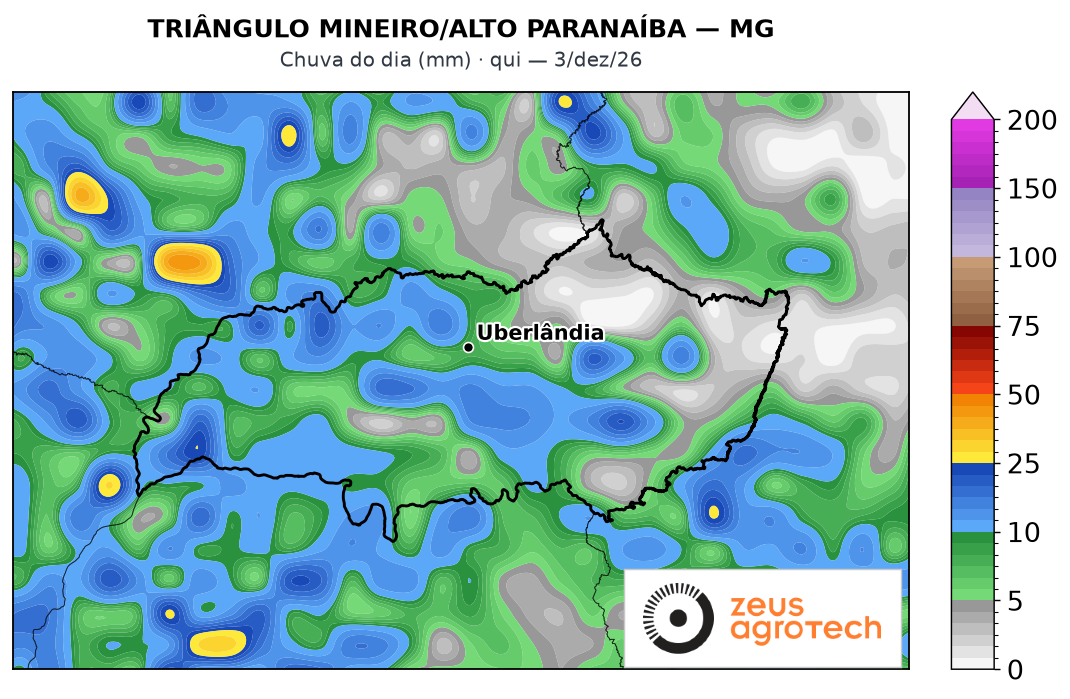 TRIÂNGULO MINEIRO/ALTO PARANAÍBA — MG
Chuva do dia (mm) · qui — 3/dez/26
Uberlândia
200
150
100
75
50
25
10
5
0
zeus
agrotech